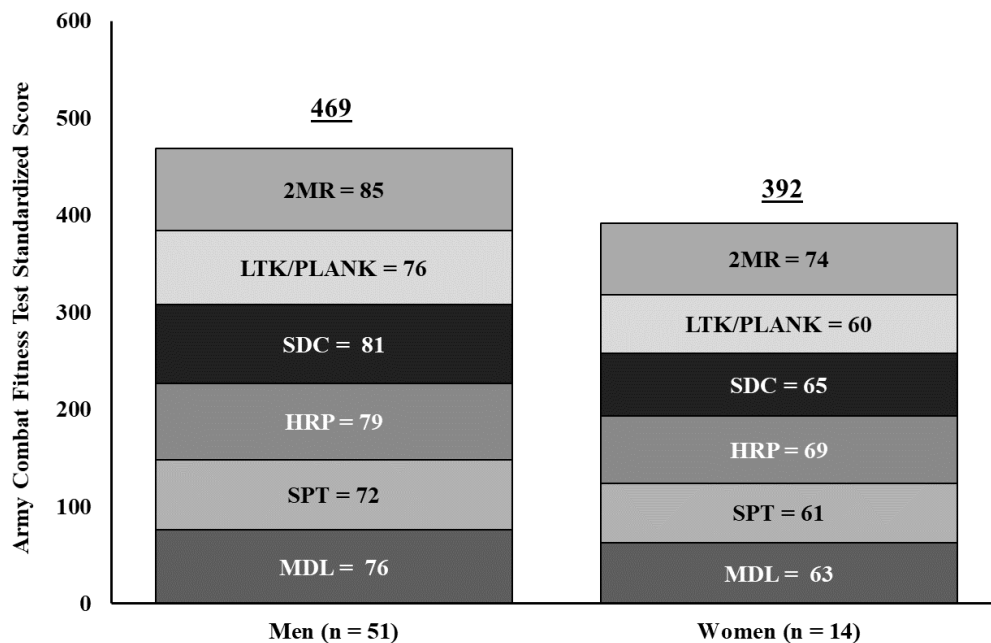 Army Combat Fitness Test Standardized Score
600
500
400
300
200
100
0
469
2MR = 85
LTK/PLANK = 76
SDC =  81
HRP = 79
SPT = 72
MDL =  76
Men (n = 51)
392
2MR = 74
LTK/PLANK = 60
SDC = 65
HRP = 69
SPT = 61
MDL =  63
Women (n = 14)